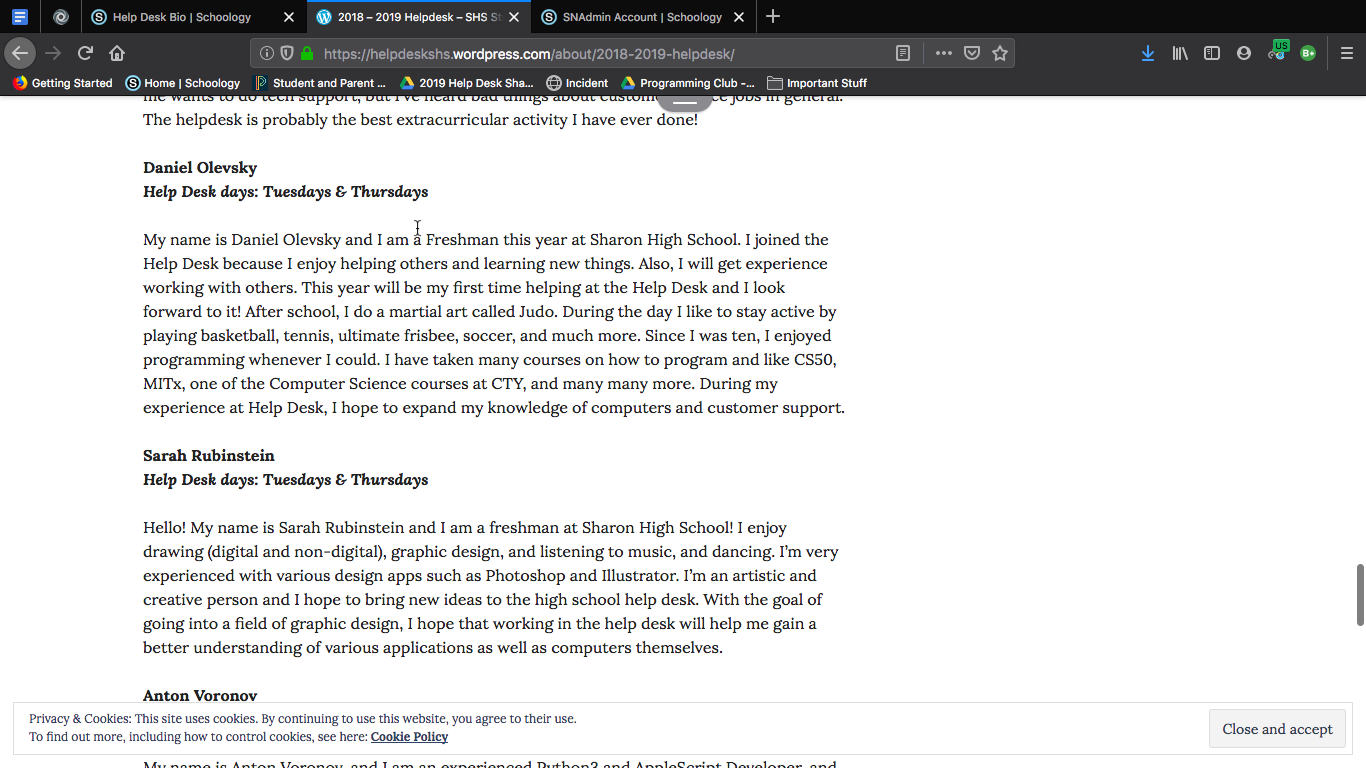 Help Desk Bio | Schoology
2018 – 2019 Helpdesk – SHS St
SNAdmin Account | Schoology
https://helpdeskshs.wordpress.com/about/2018-2019-helpdesk/
US
B+
Getting Started
Home | Schoology
Student and Parent ...
2019 Help Desk Sha...
Incident
Programming Club -...
Important Stuff
me wants to do tech support, but I've heard bad things about jobs in general.
The helpdesk is probably the best extracurricular activity I have ever done!
Daniel Olevsky
Help Desk days: Tuesdays & Thursdays
My name is Daniel Olevsky and I am a Freshman this year at Sharon High School. I joined the
Help Desk because I enjoy helping others and learning new things. Also, I will get experience
working with others. This year will be my first time helping at the Help Desk and I look
forward to it! After school, I do a martial art called Judo. During the day I like to stay active by
playing basketball, tennis, ultimate frisbee, soccer, and much more. Since I was ten, I enjoyed
programming whenever I could. I have taken many courses on how to program and like CS50,
MITx, one of the Computer Science courses at CTY, and many many more. During my
experience at Help Desk, I hope to expand my knowledge of computers and customer support.
Sarah Rubinstein
Help Desk days: Tuesdays & Thursdays
Hello! My name is Sarah Rubinstein and I am a freshman at Sharon High School! I enjoy
drawing (digital and non-digital), graphic design, and listening to music, and dancing. I'm very
experienced with various design apps such as Photoshop and Illustrator. I'm an artistic and
creative person and I hope to bring new ideas to the high school help desk. With the goal of
going into a field of graphic design, I hope that working in the help desk will help me gain a
better understanding of various applications as well as computers themselves.
Anton Voronov
Privacy & Cookies: This site uses cookies. By continuing to use this website, you agree to their use.
To find out more, including how to control cookies, see here: Cookie Policy
Close and accept
My name is Anton Voronov, and I am an experienced Python3 and AppleScript Developer, and